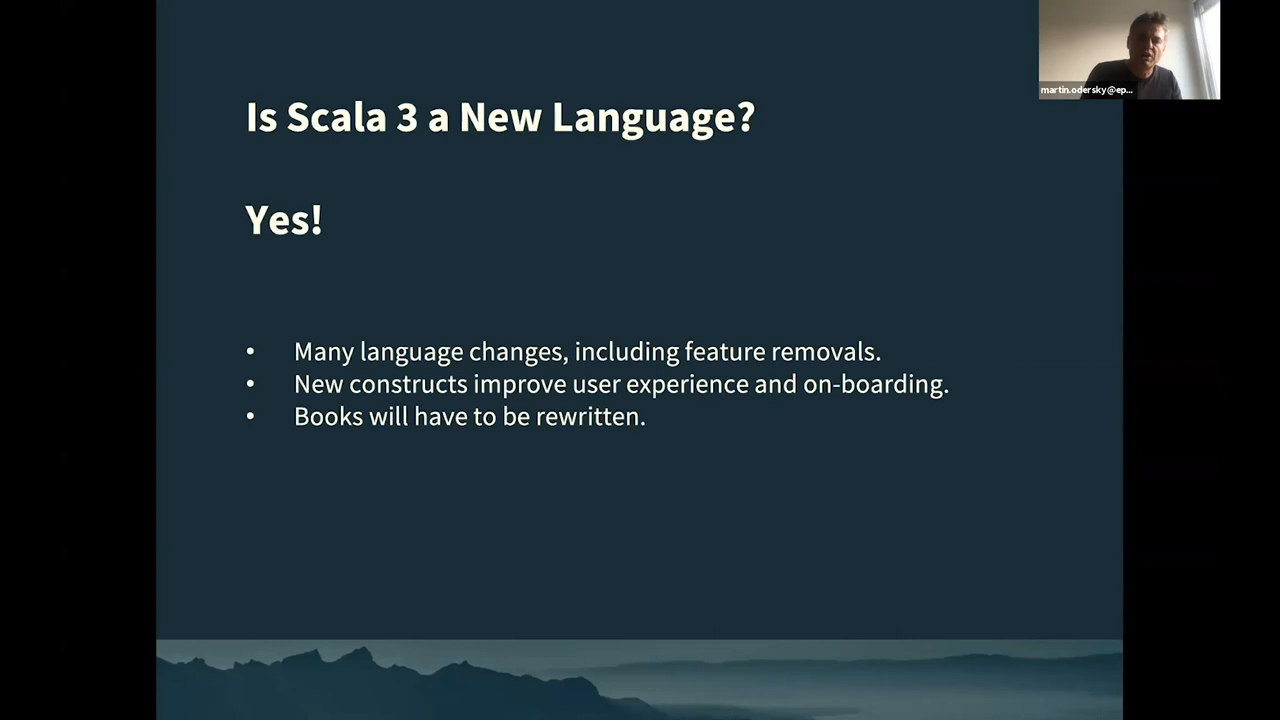 martin.odersky@ep...
Is Scala 3 a New Language?
Yes!
• Many language changes, including feature removals.
• New constructs improve user experience and on-boarding.
• Books will have to be rewritten.